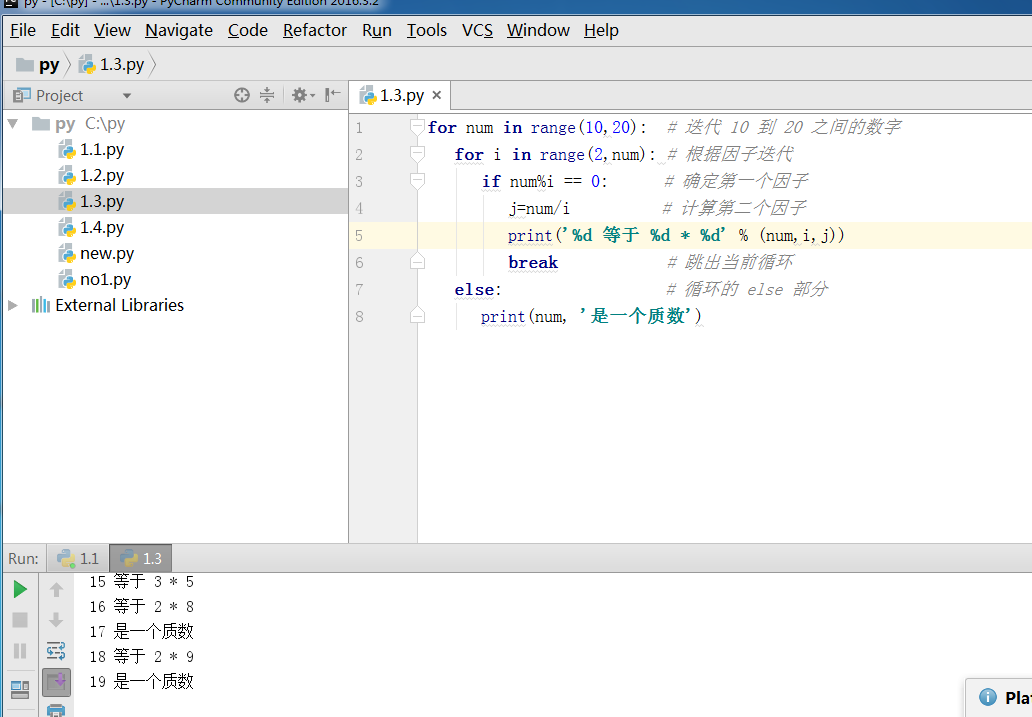 py - [C:\py] - ...\1.3.py - PyCharm Community Edition 2016.3.2
File Edit View Navigate Code Refactor Run Tools VCS Window Help
py 1.3.py
Project
1.3.py ×
py C:\py
1.1.py
1.2.py
1.3.py
1.4.py
new.py
no1.py
External Libraries
1 for num in range(10,20): # 迭代 10 到 20 之间的数字
2 for i in range(2,num): # 根据因子迭代
3 if num%i == 0: # 确定第一个因子
4 j=num/i # 计算第二个因子
5 print('%d 等于 %d * %d' % (num,i,j))
6 break # 跳出当前循环
7 else: # 循环的 else 部分
8 print(num, '是一个质数')
Run: 1.1 1.3
15 等于 3 * 5
16 等于 2 * 8
17 是一个质数
18 等于 2 * 9
19 是一个质数